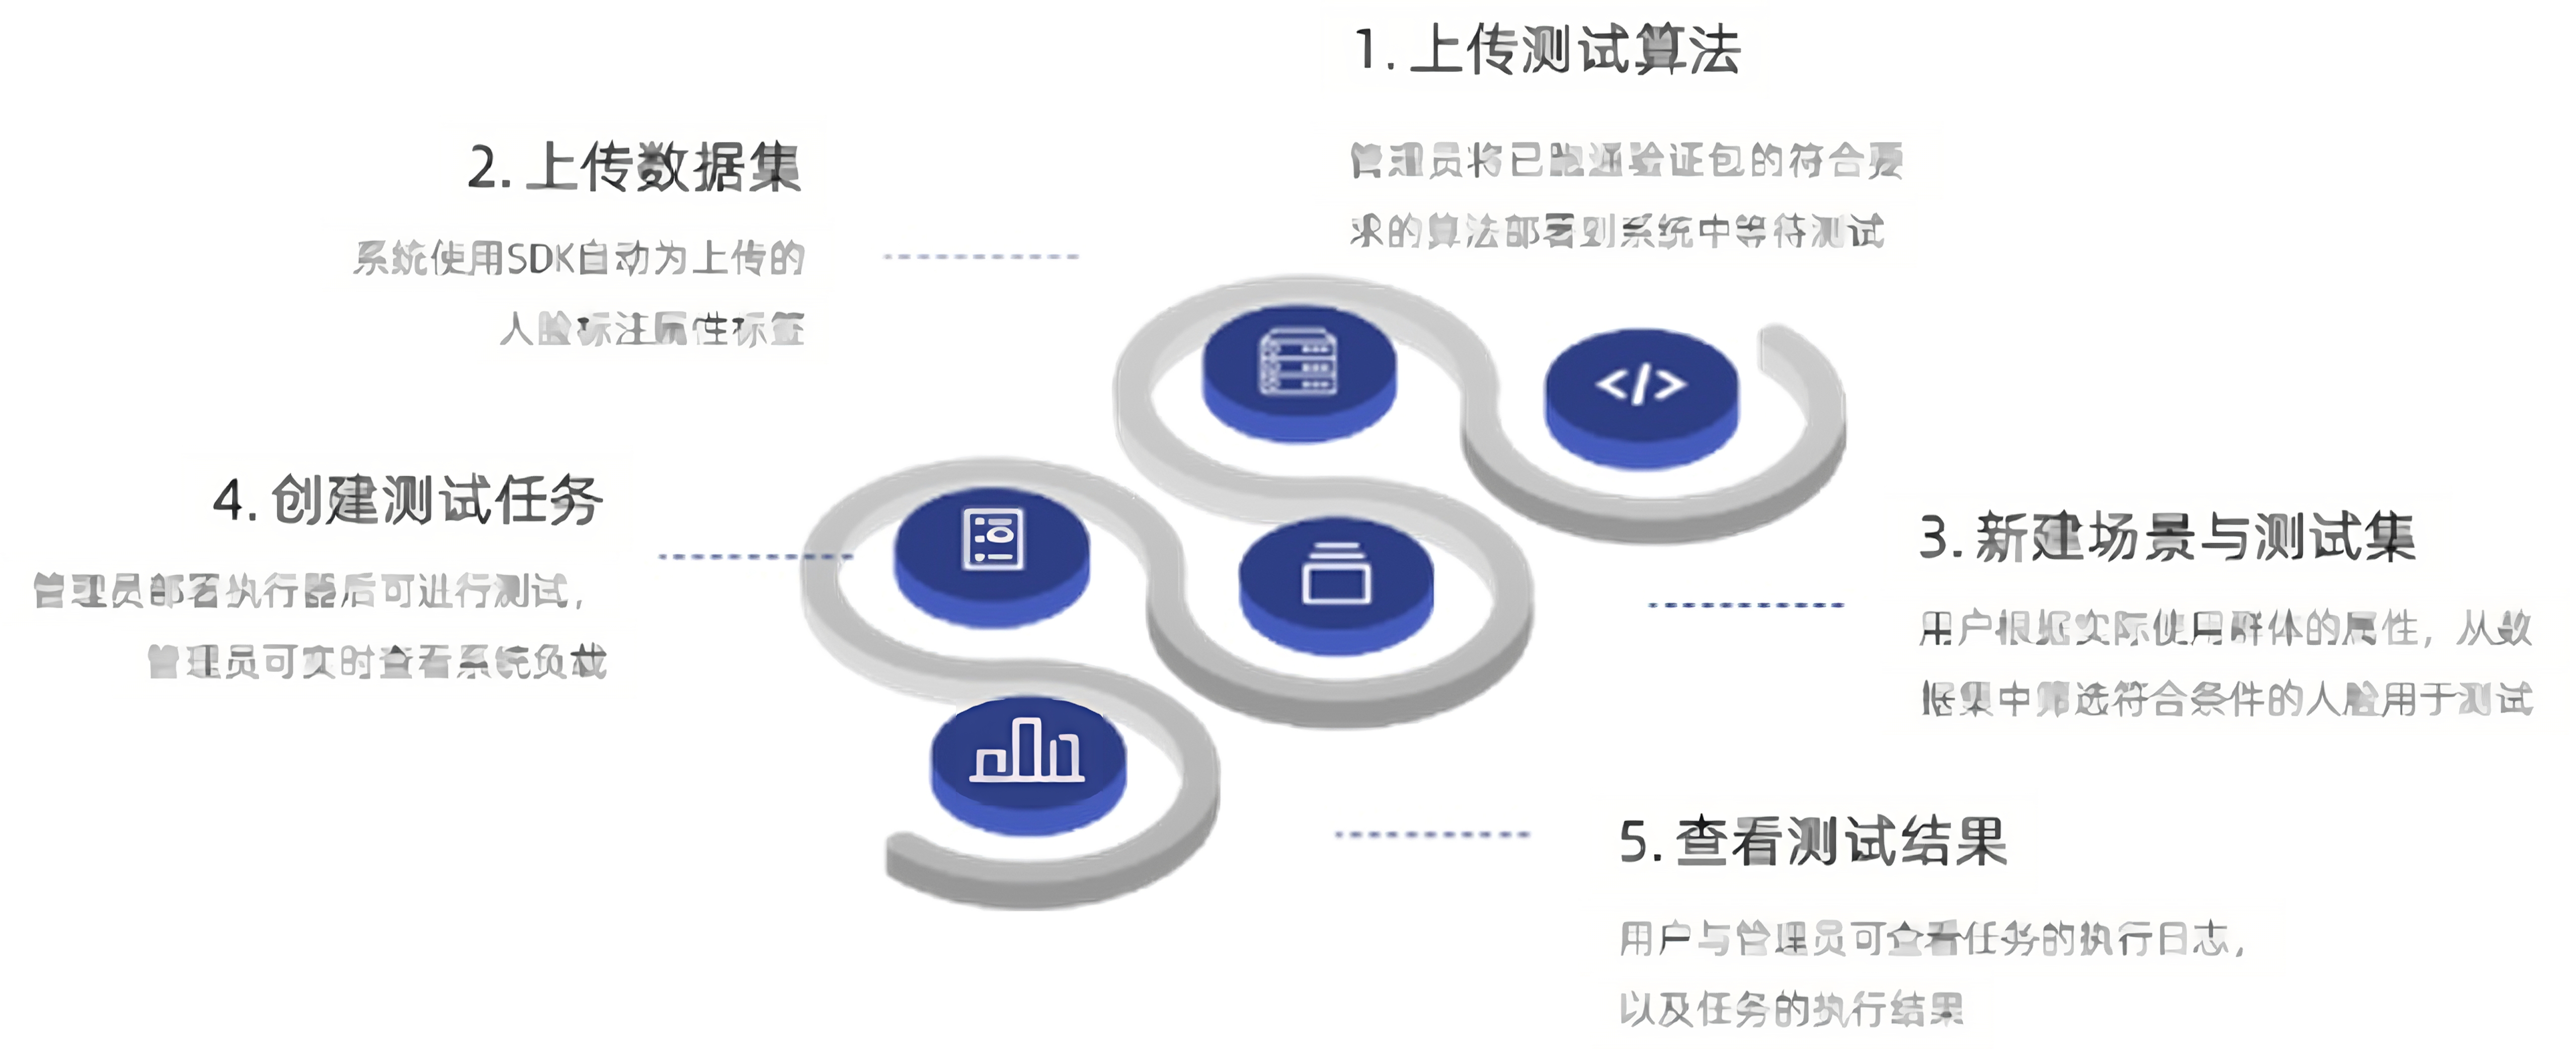 1. 上传测试算法
管理员将已跑通验证包的符合要
求的算法部署到系统中等待测试
2. 上传数据集
系统使用SDK自动为上传的
人脸标注属性标签
3. 新建场景与测试集
用户根据实际使用群体的属性，从数
据集中筛选符合条件的人脸用于测试
4. 创建测试任务
管理员部署执行器后可进行测试，
管理员可实时查看系统负载
5. 查看测试结果
用户与管理员可查看任务的执行日志，
以及任务的执行结果